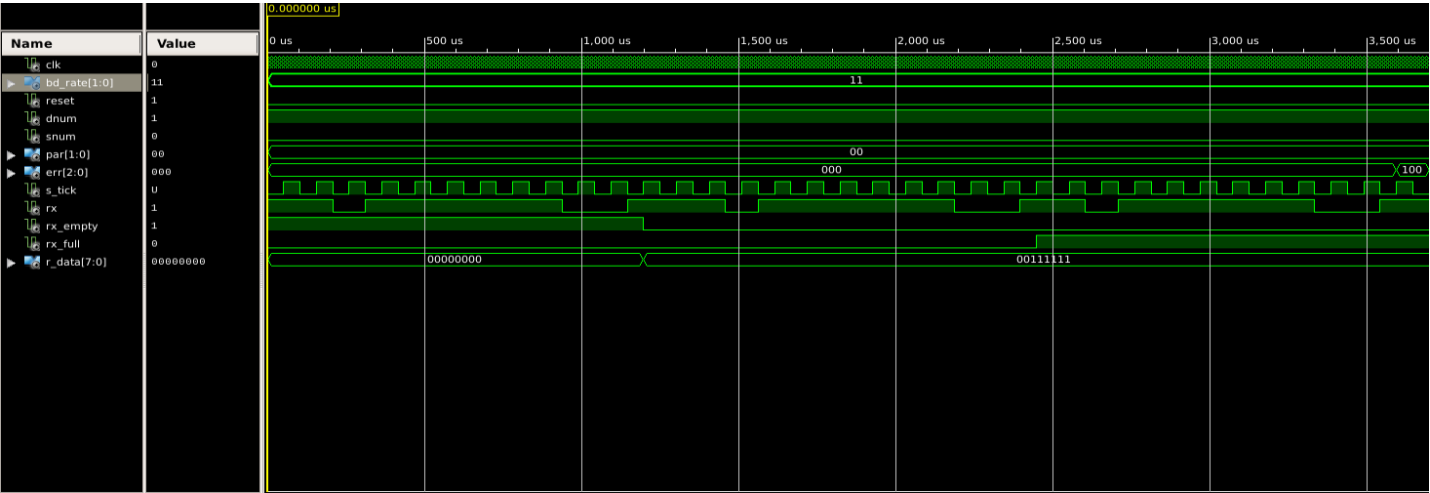 0.000000 us
Name Value 0 us 500 us 1,000 us 1,500 us 2,000 us 2,500 us 3,000 us 3,500 us
clk 0
bd_rate[1:0] 11 11
reset 1
dnum 1
snum 0
par[1:0] 00 00
err[2:0] 000 000 100
s_tick U
rx 1
rx_empty 1
rx_full 0
r_data[7:0] 00000000 00000000 00111111